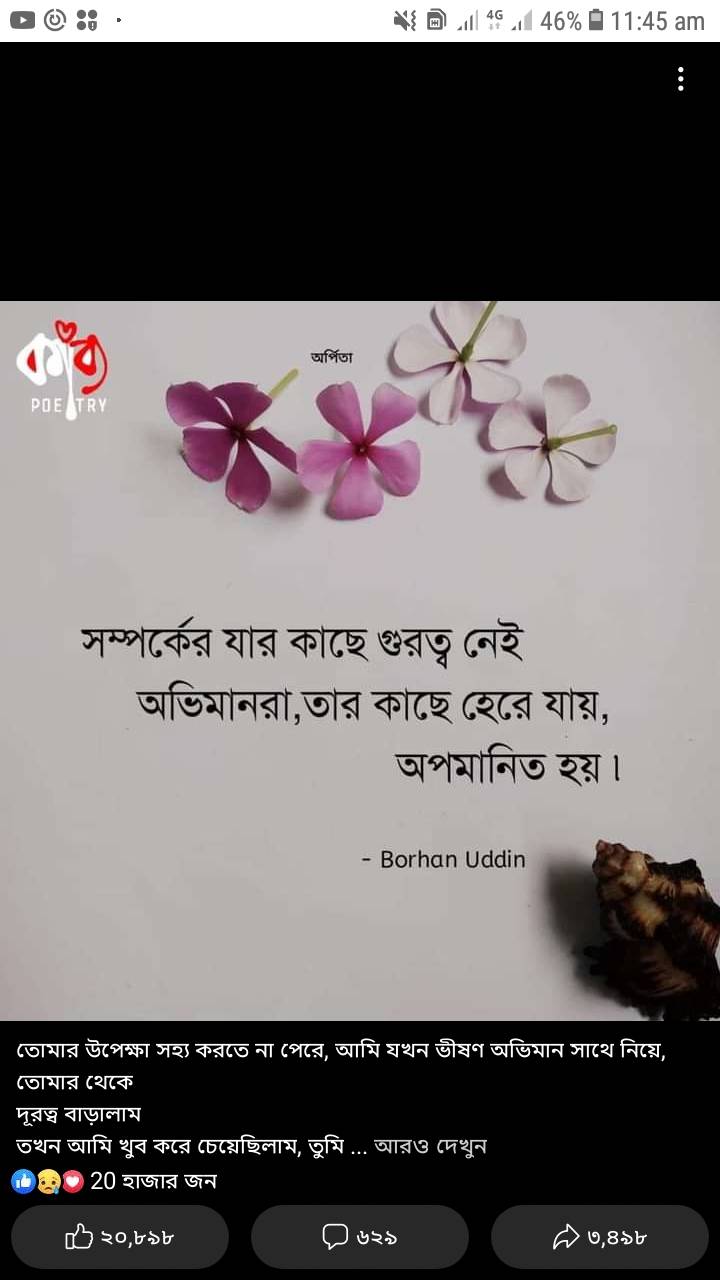 4G 46% 11:45 am
অর্পিতা
কাব্য
POETRY
সম্পর্কের যার কাছে গুরত্ব নেই
অভিমানরা,তার কাছে হেরে যায়,
অপমানিত হয়।
- Borhan Uddin
তোমার উপেক্ষা সহ্য করতে না পেরে, আমি যখন ভীষণ অভিমান সাথে নিয়ে,
তোমার থেকে
দূরত্ব বাড়ালাম
তখন আমি খুব করে চেয়েছিলাম, তুমি ... আরও দেখুন
20 হাজার জন
২০,৮৯৮ ৬২৯ ৩,৪৯৮